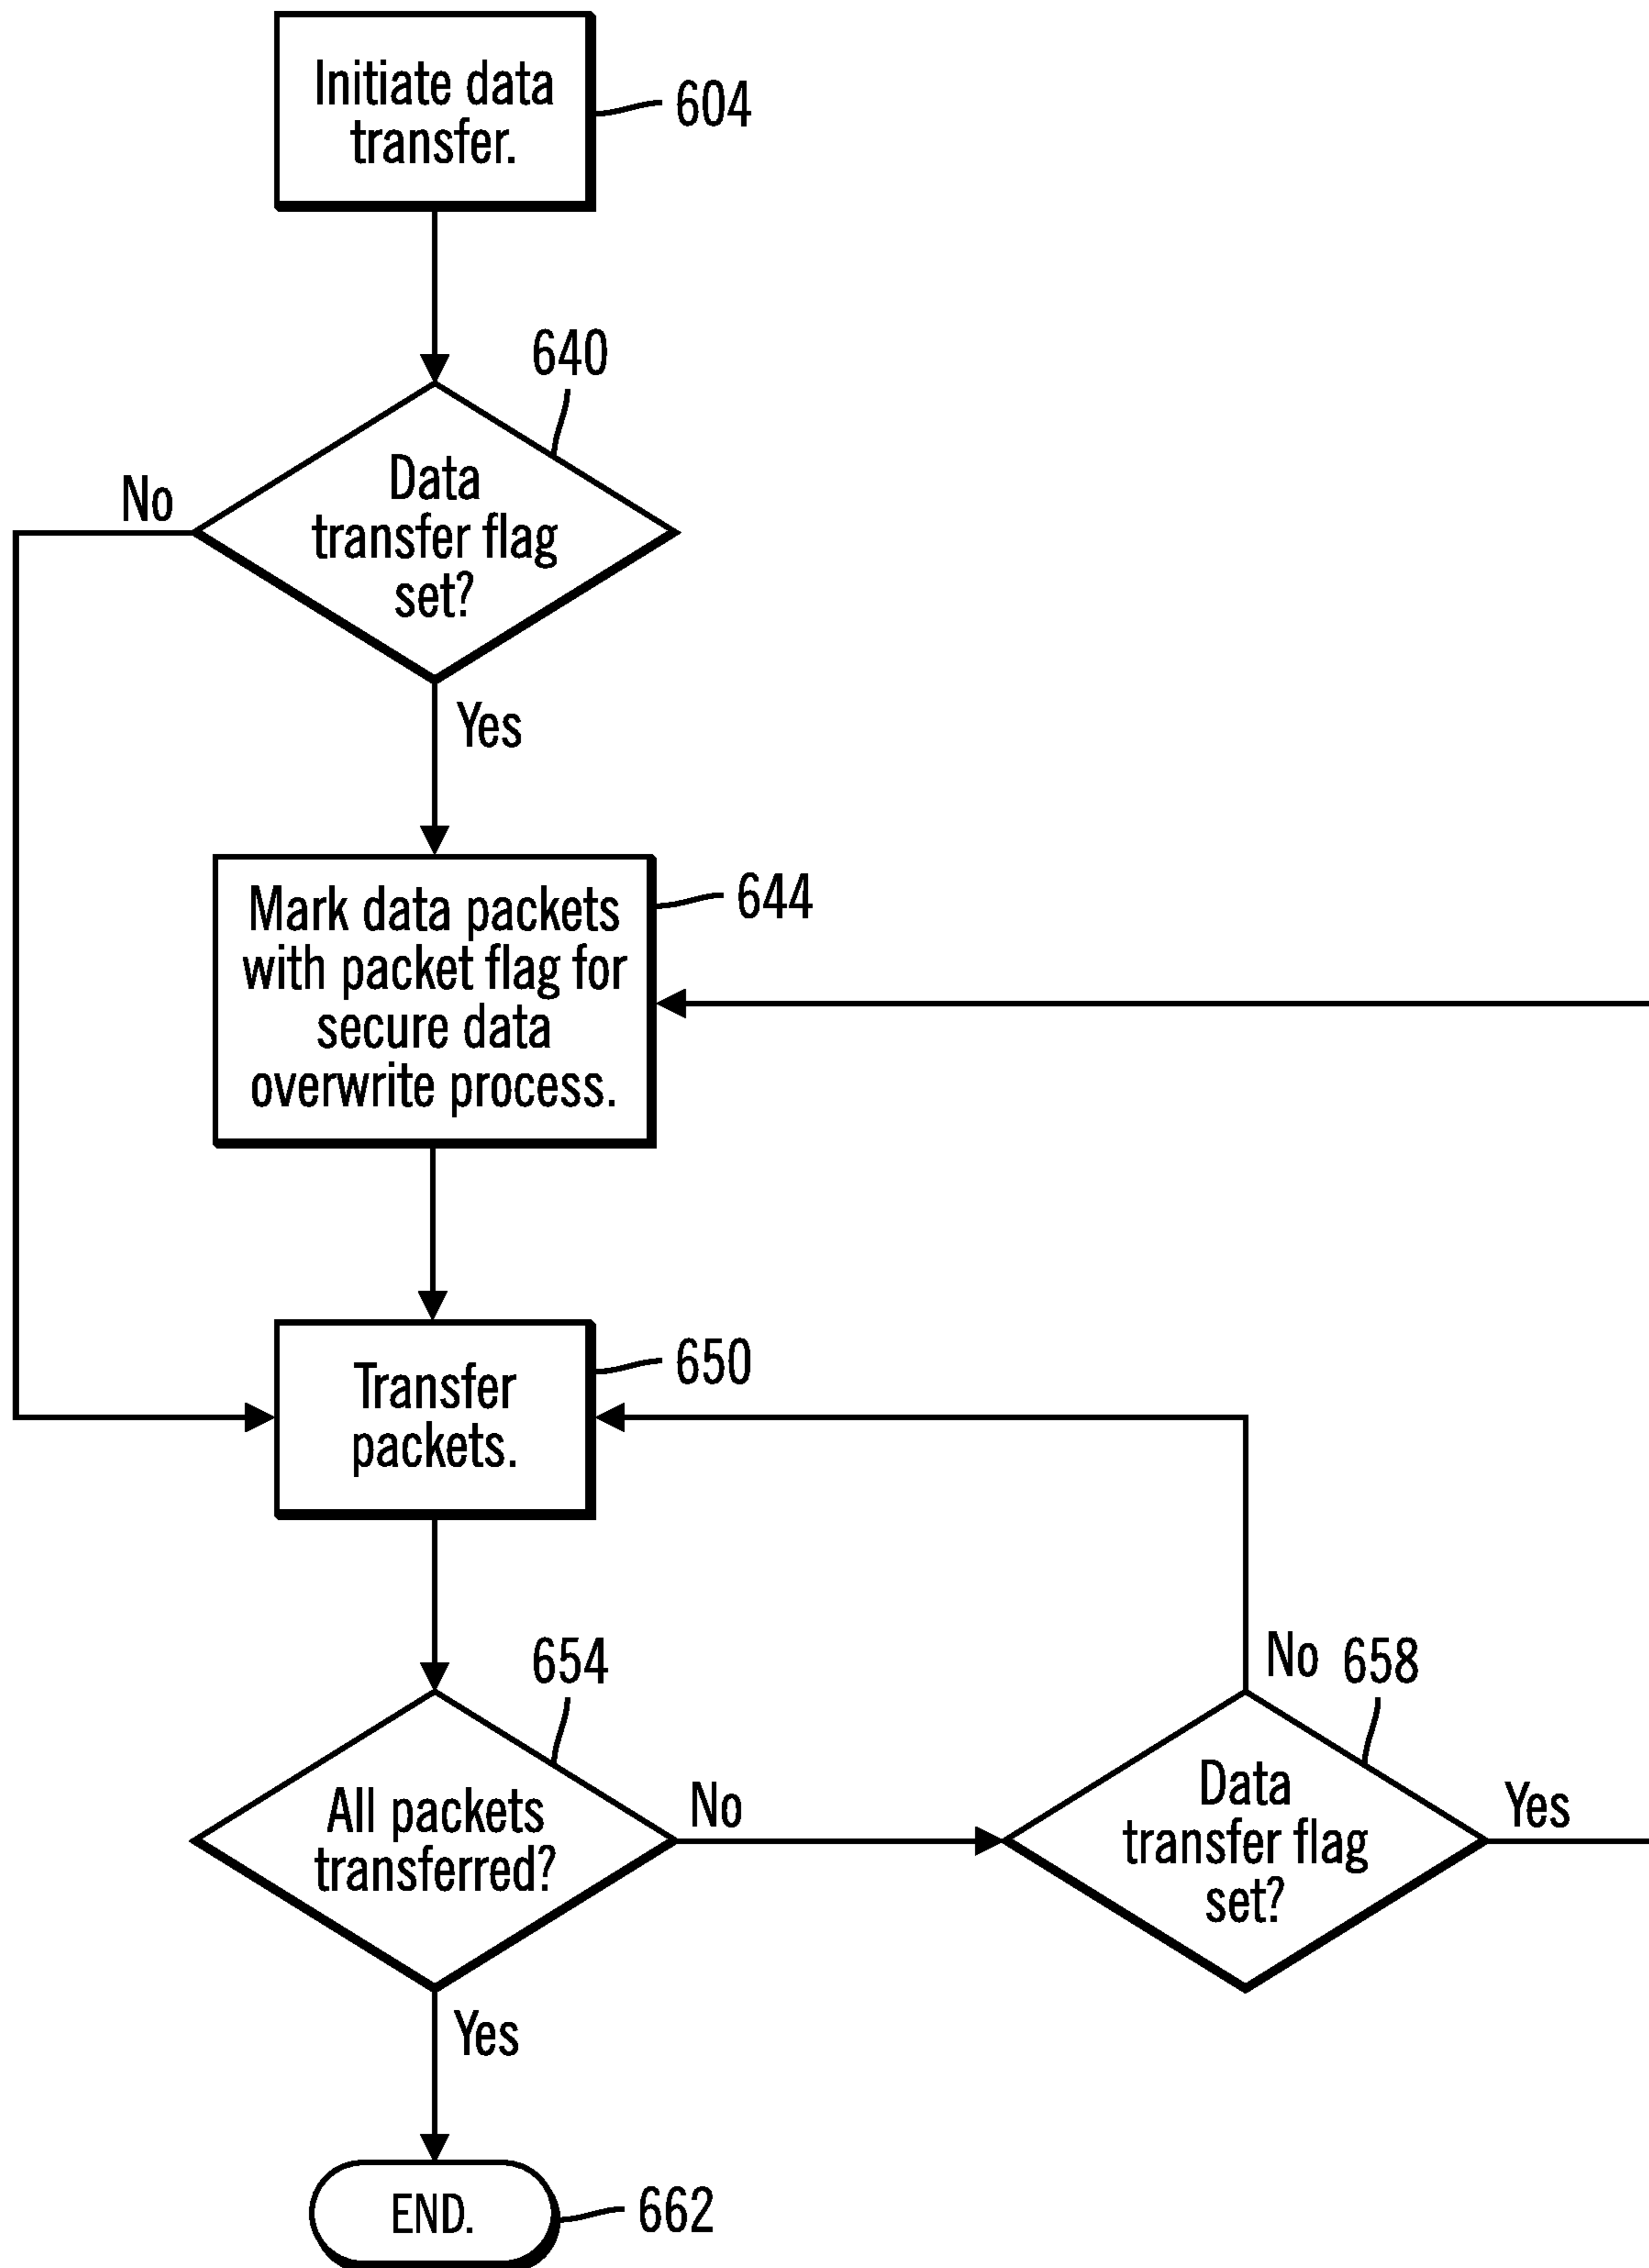 Initiate data
transfer.
604
640
No
Data
transfer flag
set?
Yes
644
Mark data packets
with packet flag for
secure data
overwrite process.
650
Transfer
packets.
654
All packets
transferred?
No
No
658
Data
transfer flag
set?
Yes
Yes
END.
662